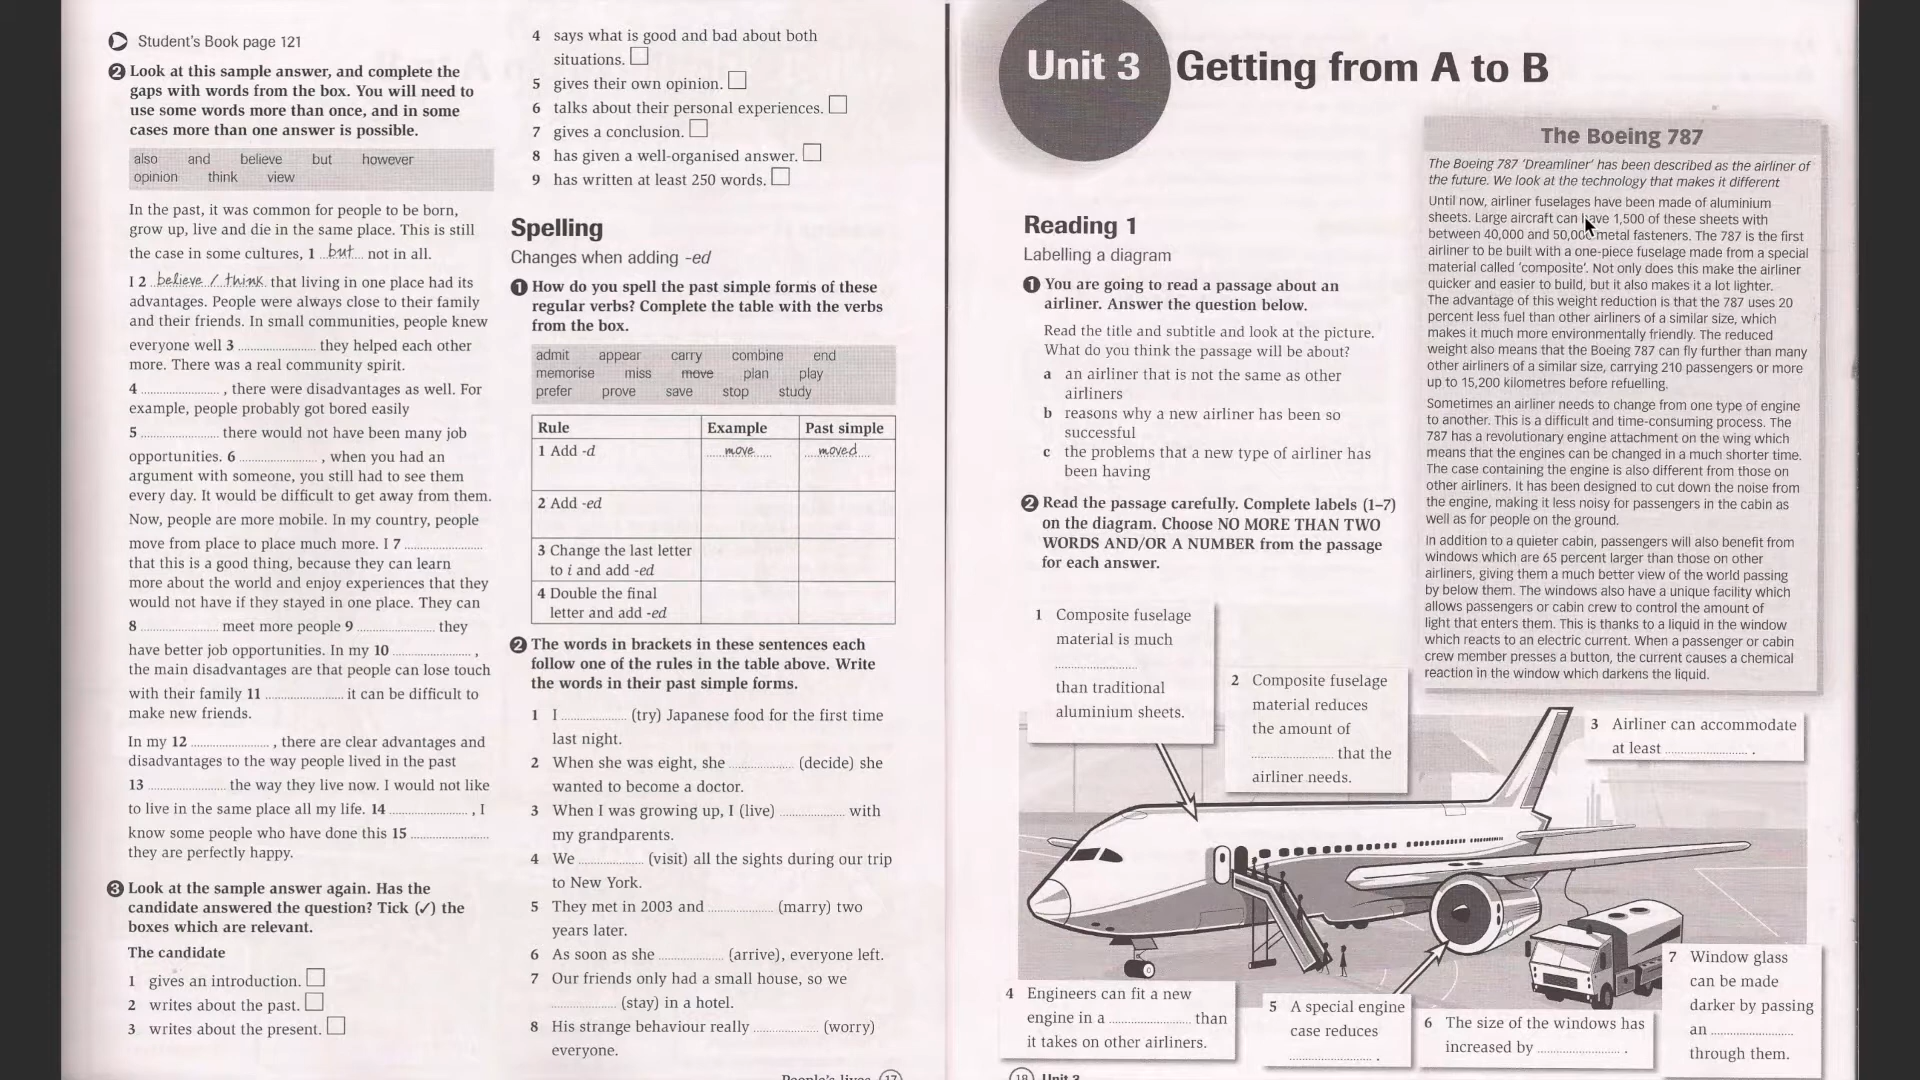 Student's Book page 121
2 Look at this sample answer, and complete the
gaps with words from the box. You will need to
use some words more than once, and in some
cases more than one answer is possible.
also and believe but however
opinion think view
In the past, it was common for people to be born,
grow up, live and die in the same place. This is still
the case in some cultures, 1 but not in all.
I 2 believe / think that living in one place had its
advantages. People were always close to their family
and their friends. In small communities, people knew
everyone well 3 .................... they helped each other
more. There was a real community spirit.
4 .................... , there were disadvantages as well. For
example, people probably got bored easily
5 .................... there would not have been many job
opportunities. 6 .................... , when you had an
argument with someone, you still had to see them
every day. It would be difficult to get away from them.
Now, people are more mobile. In my country, people
move from place to place much more. I 7 ....................
that this is a good thing, because they can learn
more about the world and enjoy experiences that they
would not have if they stayed in one place. They can
8 .................... meet more people 9 .................... they
have better job opportunities. In my 10 .................... ,
the main disadvantages are that people can lose touch
with their family 11 .................... it can be difficult to
make new friends.
In my 12 .................... , there are clear advantages and
disadvantages to the way people lived in the past
13 .................... the way they live now. I would not like
to live in the same place all my life. 14 .................... , I
know some people who have done this 15 ....................
they are perfectly happy.
3 Look at the sample answer again. Has the
candidate answered the question? Tick (✓) the
boxes which are relevant.
The candidate
1 gives an introduction. □
2 writes about the past. □
3 writes about the present. □
4 says what is good and bad about both
situations. □
5 gives their own opinion. □
6 talks about their personal experiences. □
7 gives a conclusion. □
8 has given a well-organised answer. □
9 has written at least 250 words. □
Spelling
Changes when adding -ed
1 How do you spell the past simple forms of these
regular verbs? Complete the table with the verbs
from the box.
admit appear carry combine end
memorise miss move plan play
prefer prove save stop study
Rule Example Past simple
1 Add -d move moved
2 Add -ed
3 Change the last letter
to i and add -ed
4 Double the final
letter and add -ed
2 The words in brackets in these sentences each
follow one of the rules in the table above. Write
the words in their past simple forms.
1 I .................... (try) Japanese food for the first time
last night.
2 When she was eight, she .................... (decide) she
wanted to become a doctor.
3 When I was growing up, I (live) .................... with
my grandparents.
4 We .................... (visit) all the sights during our trip
to New York.
5 They met in 2003 and .................... (marry) two
years later.
6 As soon as she .................... (arrive), everyone left.
7 Our friends only had a small house, so we
.................... (stay) in a hotel.
8 His strange behaviour really .................... (worry)
everyone.
People's lives 17
Unit 3 Getting from A to B
Reading 1
Labelling a diagram
1 You are going to read a passage about an
airliner. Answer the question below.
Read the title and subtitle and look at the picture.
What do you think the passage will be about?
a an airliner that is not the same as other
airliners
b reasons why a new airliner has been so
successful
c the problems that a new type of airliner has
been having
2 Read the passage carefully. Complete labels (1–7)
on the diagram. Choose NO MORE THAN TWO
WORDS AND/OR A NUMBER from the passage
for each answer.
The Boeing 787
The Boeing 787 'Dreamliner' has been described as the airliner of
the future. We look at the technology that makes it different
Until now, airliner fuselages have been made of aluminium
sheets. Large aircraft can have 1,500 of these sheets with
between 40,000 and 50,000 metal fasteners. The 787 is the first
airliner to be built with a one-piece fuselage made from a special
material called 'composite'. Not only does this make the airliner
quicker and easier to build, but it also makes it a lot lighter.
The advantage of this weight reduction is that the 787 uses 20
percent less fuel than other airliners of a similar size, which
makes it much more environmentally friendly. The reduced
weight also means that the Boeing 787 can fly further than many
other airliners of a similar size, carrying 210 passengers or more
up to 15,200 kilometres before refuelling.
Sometimes an airliner needs to change from one type of engine
to another. This is a difficult and time-consuming process. The
787 has a revolutionary engine attachment on the wing which
means that the engines can be changed in a much shorter time.
The case containing the engine is also different from those on
other airliners. It has been designed to cut down the noise from
the engine, making it less noisy for passengers in the cabin as
well as for people on the ground.
In addition to a quieter cabin, passengers will also benefit from
windows which are 65 percent larger than those on other
airliners, giving them a much better view of the world passing
by below them. The windows also have a unique facility which
allows passengers or cabin crew to control the amount of
light that enters them. This is thanks to a liquid in the window
which reacts to an electric current. When a passenger or cabin
crew member presses a button, the current causes a chemical
reaction in the window which darkens the liquid.
1 Composite fuselage
material is much
....................
than traditional
aluminium sheets.
2 Composite fuselage
material reduces
the amount of
.................... that the
airliner needs.
3 Airliner can accommodate
at least .................... .
4 Engineers can fit a new
engine in a .................... than
it takes on other airliners.
5 A special engine
case reduces
.................... .
6 The size of the windows has
increased by .................... .
7 Window glass
can be made
darker by passing
an ....................
through them.
18 Unit 3